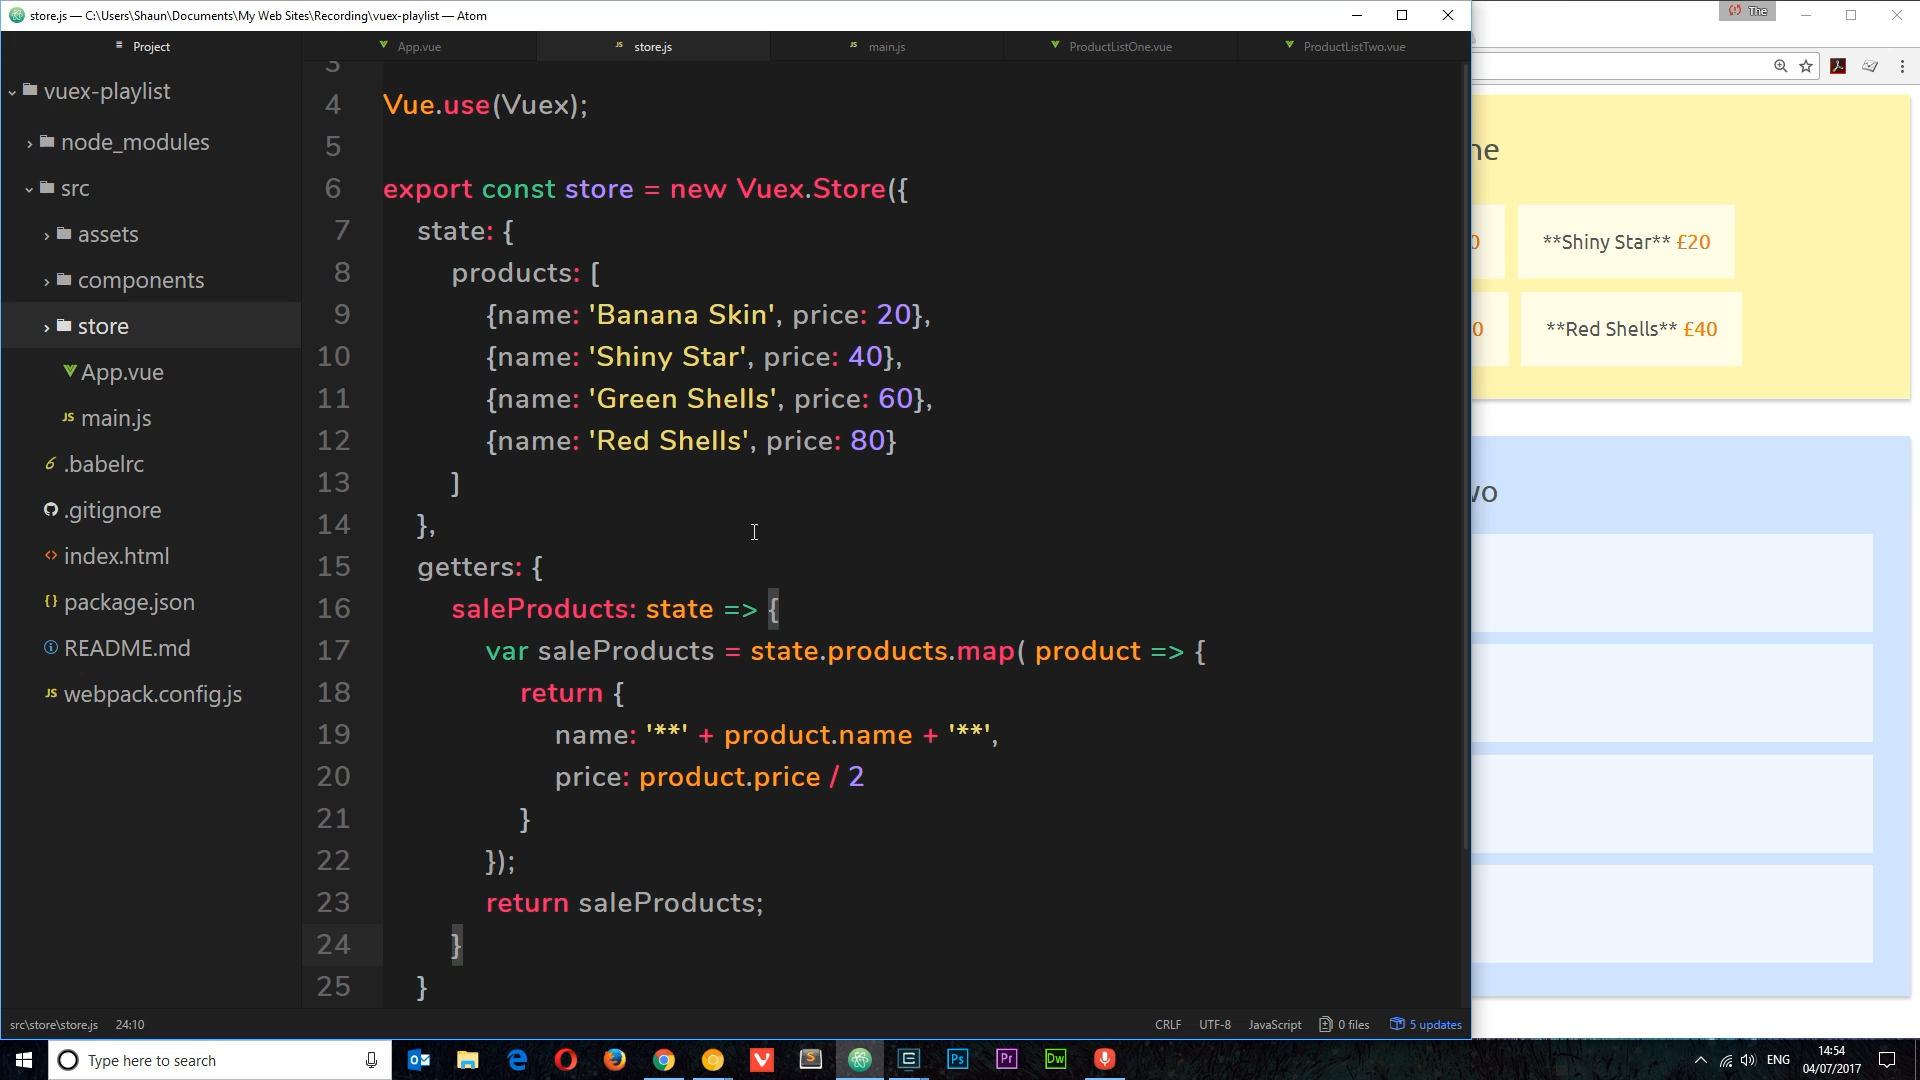 store.js — C:\Users\Shaun\Documents\My Web Sites\Recording\vuex-playlist — Atom
The
Project
App.vue
store.js
main.js
ProductListOne.vue
ProductListTwo.vue
vuex-playlist
node_modules
src
assets
components
store
App.vue
main.js
.babelrc
.gitignore
index.html
package.json
README.md
webpack.config.js
3
4 Vue.use(Vuex);
5
6 export const store = new Vuex.Store({
7 state: {
8 products: [
9 {name: 'Banana Skin', price: 20},
10 {name: 'Shiny Star', price: 40},
11 {name: 'Green Shells', price: 60},
12 {name: 'Red Shells', price: 80}
13 ]
14 },
15 getters: {
16 saleProducts: state => {
17 var saleProducts = state.products.map( product => {
18 return {
19 name: '**' + product.name + '**',
20 price: product.price / 2
21 }
22 });
23 return saleProducts;
24 }
25 }
**Shiny Star** £20
**Red Shells** £40
src\store\store.js 24:10
CRLF UTF-8 JavaScript 0 files 5 updates
Type here to search
ENG
14:54
04/07/2017